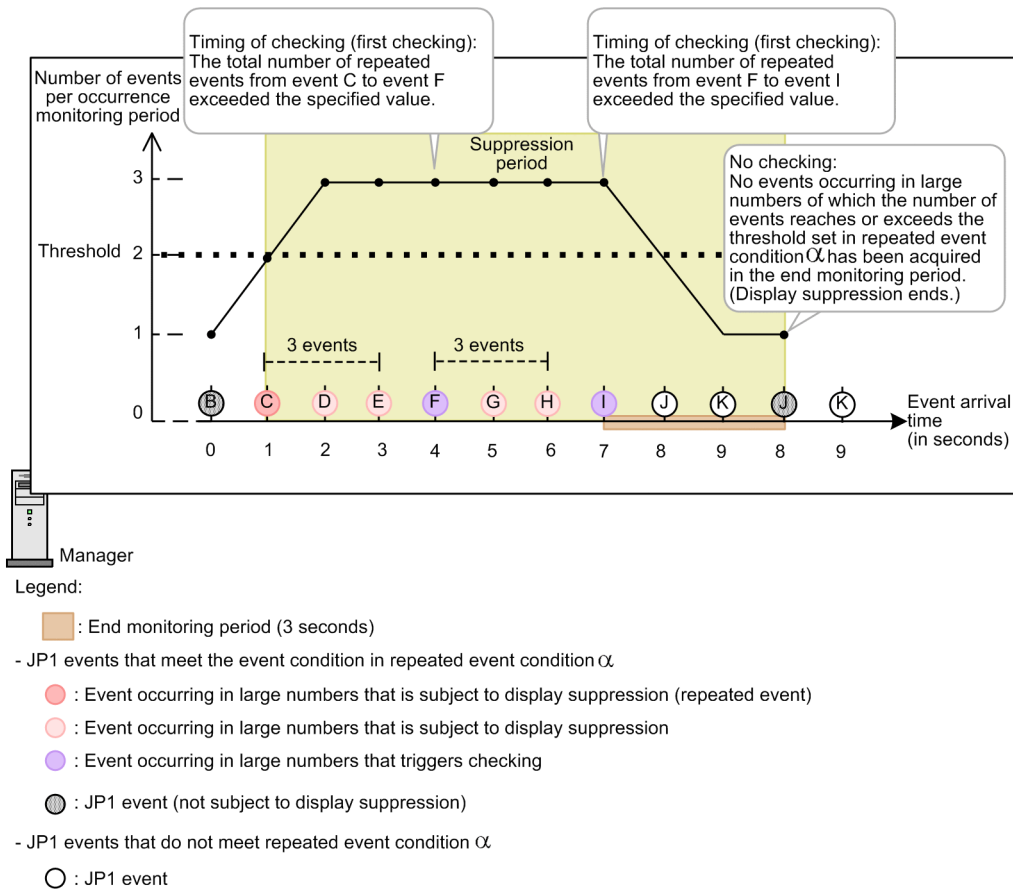 Timing of checking (first checking):
The total number of repeated
events from event C to event F
exceeded the specified value.
Timing of checking (first checking):
The total number of repeated
events from event F to event I
exceeded the specified value.
Number of events
per occurrence
monitoring period
Suppression
period
No checking:
No events occurring in large
numbers of which the number of
events reaches or exceeds the
threshold set in repeated event
condition α has been acquired
in the end monitoring period.
(Display suppression ends.)
3
Threshold
2
1
3 events
3 events
B C D E F G H I J K J K
0
Event arrival
time
(in seconds)
0 1 2 3 4 5 6 7 8 9 8 9
Manager
Legend:
: End monitoring period (3 seconds)
- JP1 events that meet the event condition in repeated event condition α
: Event occurring in large numbers that is subject to display suppression (repeated event)
: Event occurring in large numbers that is subject to display suppression
: Event occurring in large numbers that triggers checking
: JP1 event (not subject to display suppression)
- JP1 events that do not meet repeated event condition α
: JP1 event